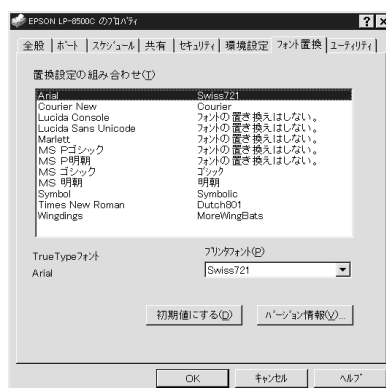 EPSON LP-8500C のプロパティ
全般 ポート スケジュール 共有 セキュリティ 環境設定 フォント置換 ユーティリティ
置換設定の組み合わせ(T)
Arial Swiss721
Courier New Courier
Lucida Console フォントの置き換えはしない。
Lucida Sans Unicode フォントの置き換えはしない。
Marlett フォントの置き換えはしない。
MS Pゴシック フォントの置き換えはしない。
MS P明朝 フォントの置き換えはしない。
MS ゴシック ゴシック
MS 明朝 明朝
Symbol Symbolic
Times New Roman Dutch801
Wingdings MoreWingBats
TrueTypeフォント プリンタフォント(P)
Arial Swiss721
初期値にする(D) バージョン情報(V)...
OK キャンセル ヘルプ